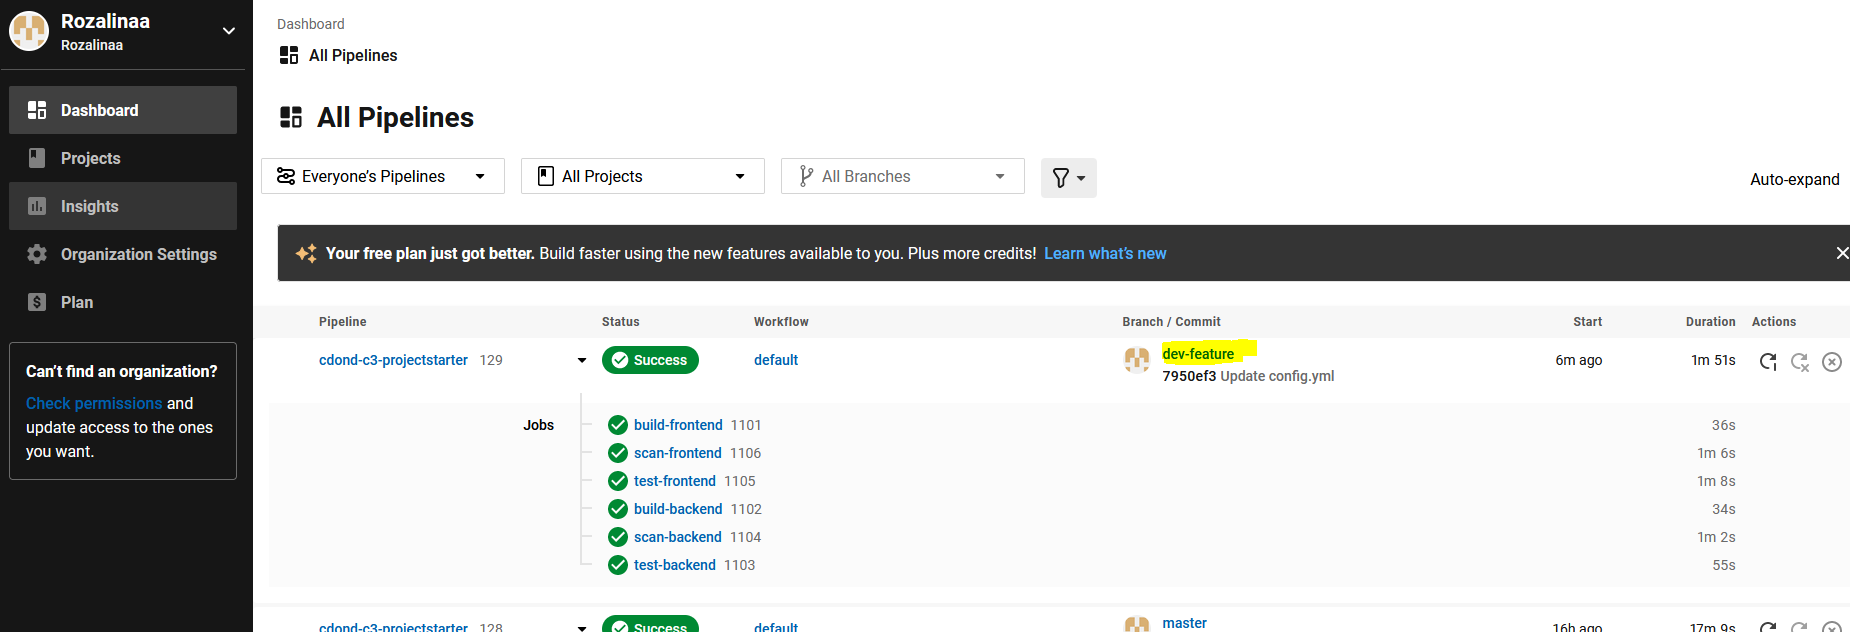 Rozalinaa
Rozalinaa
Dashboard
Projects
Insights
Organization Settings
Plan
Can't find an organization?
Check permissions and
update access to the ones
you want.
Dashboard
All Pipelines
All Pipelines
Everyone's Pipelines
All Projects
All Branches
Auto-expand
Your free plan just got better. Build faster using the new features available to you. Plus more credits! Learn what's new
Pipeline Status Workflow Branch / Commit Start Duration Actions
cdond-c3-projectstarter 129 Success default dev-feature 6m ago 1m 51s
7950ef3 Update config.yml
Jobs build-frontend 1101 36s
scan-frontend 1106 1m 6s
test-frontend 1105 1m 8s
build-backend 1102 34s
scan-backend 1104 1m 2s
test-backend 1103 55s
cdond-c3-projectstarter 128 Success default master 16h ago 17m 9s